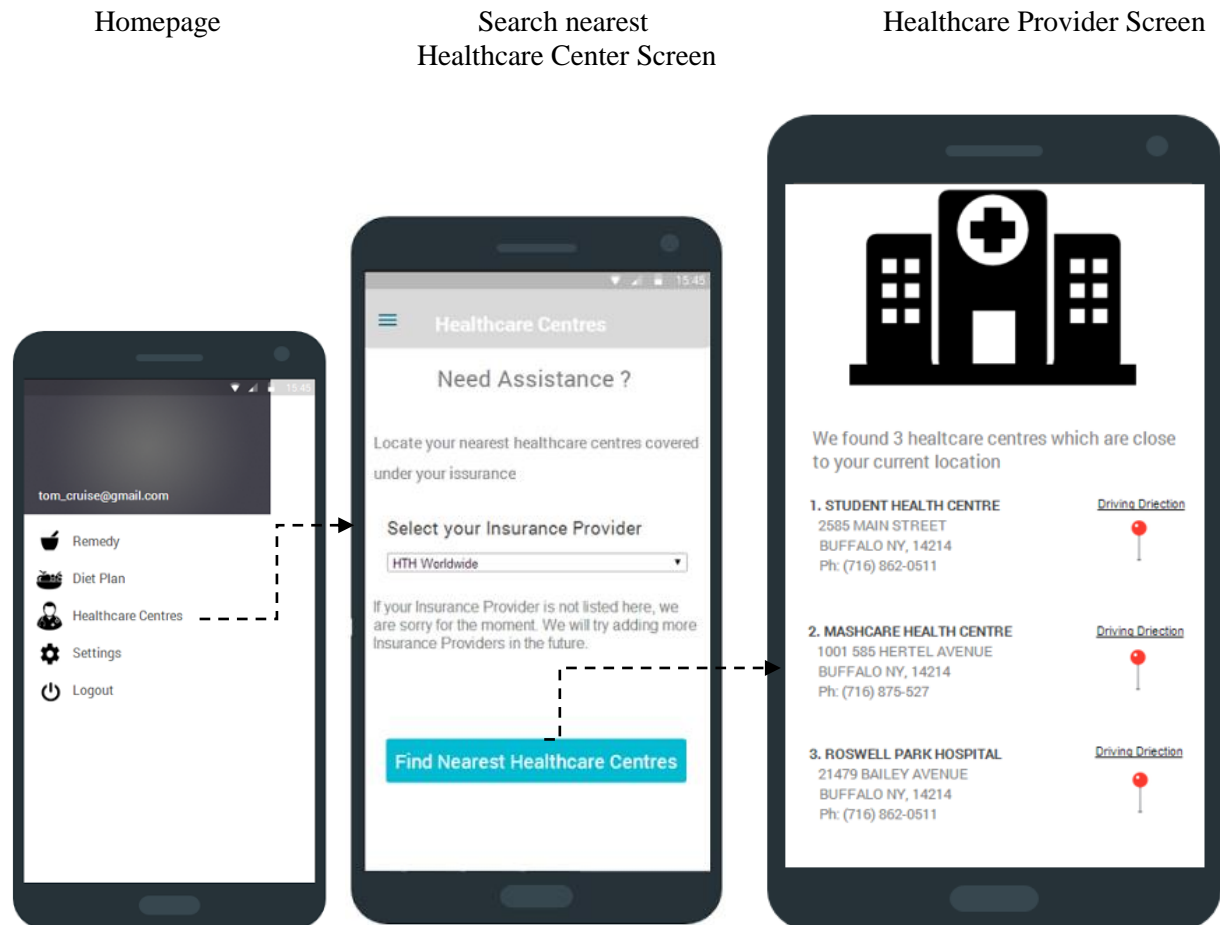 Homepage
Search nearest
Healthcare Center Screen
Healthcare Provider Screen
15:45
tom_cruise@gmail.com
Remedy
Diet Plan
Healthcare Centres
Settings
Logout
15:45
Healthcare Centres
Need Assistance ?
Locate your nearest healthcare centres covered
under your issurance
Select your Insurance Provider
HTH Worldwide
If your Insurance Provider is not listed here, we
are sorry for the moment. We will try adding more
Insurance Providers in the future.
Find Nearest Healthcare Centres
We found 3 healtcare centres which are close
to your current location
1. STUDENT HEALTH CENTRE
Driving Driection
2585 MAIN STREET
BUFFALO NY, 14214
Ph: (716) 862-0511
2. MASHCARE HEALTH CENTRE
Driving Driection
1001 585 HERTEL AVENUE
BUFFALO NY, 14214
Ph: (716) 875-527
3. ROSWELL PARK HOSPITAL
Driving Driection
21479 BAILEY AVENUE
BUFFALO NY, 14214
Ph: (716) 862-0511